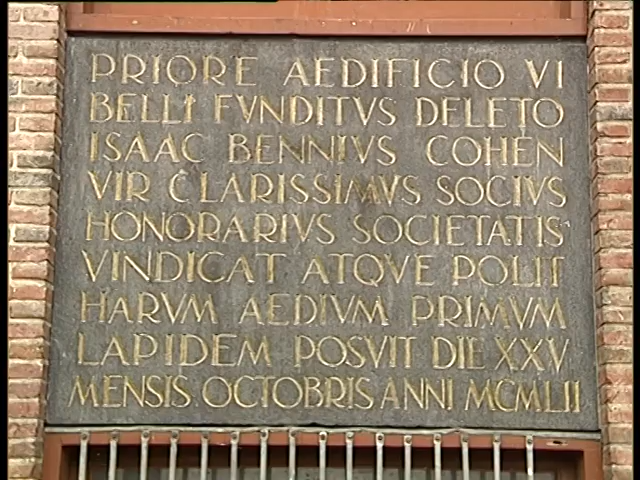 PRIORE AEDIFICIO VI
BELLI FVNDITVS DELETO
ISAAC BENNIVS COHEN
VIR CLARISSIMVS SOCIVS
HONORARIVS SOCIETATIS
VINDICAT ATQVE POLIT
HARVM AEDIVM PRIMVM
LAPIDEM POSVIT DIE XXV
MENSIS OCTOBRIS ANNI MCMLII